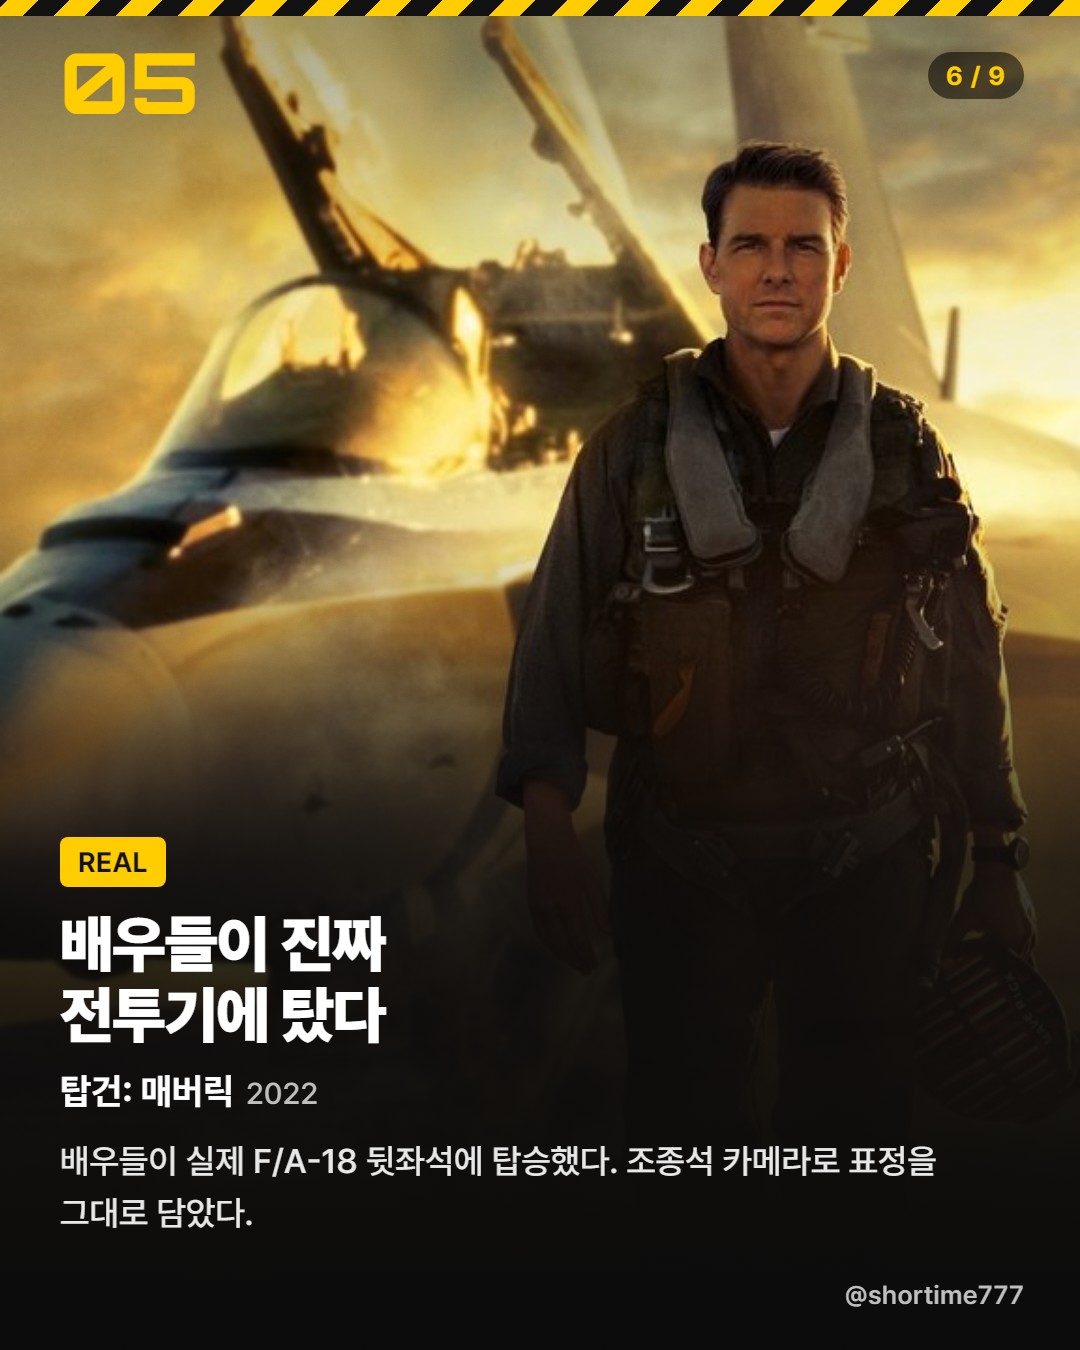 05
6 / 9
REAL
배우들이 진짜
전투기에 탔다
탑건: 매버릭 2022
배우들이 실제 F/A-18 뒷좌석에 탑승했다. 조종석 카메라로 표정을
그대로 담았다.
@shortime777